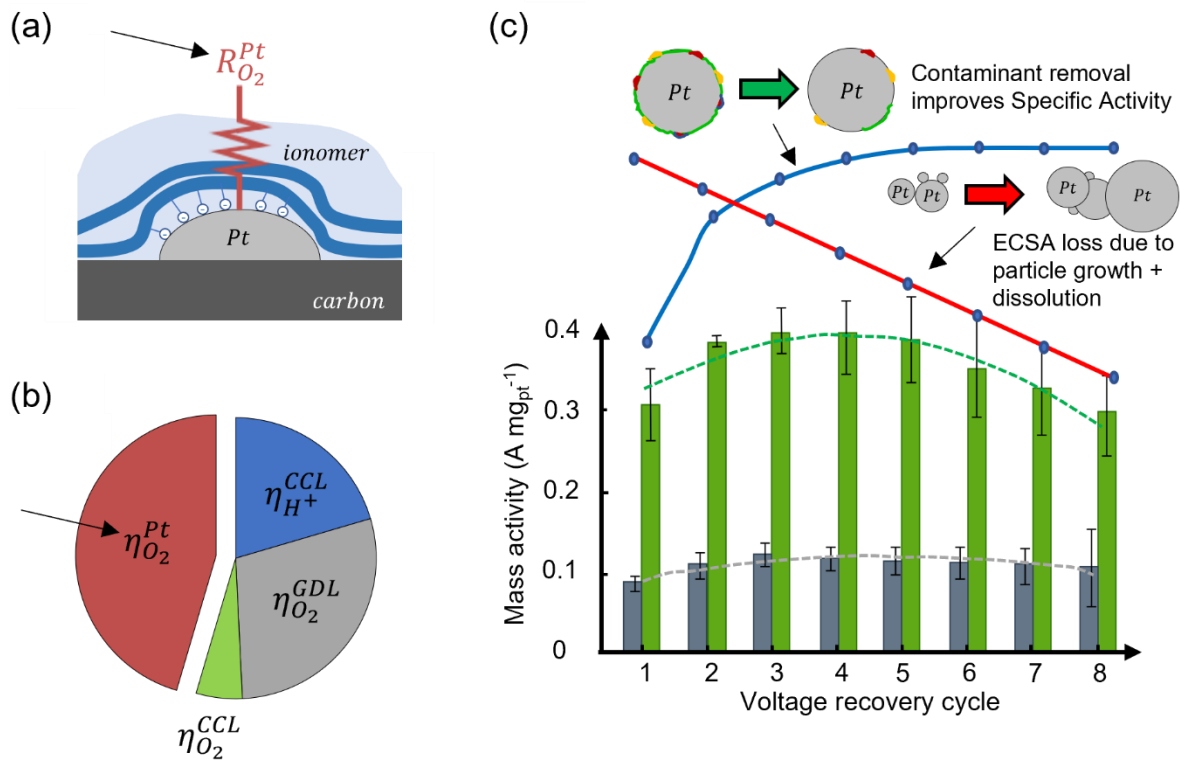 (a)
R_{O_2}^{Pt}
ionomer
- - - - - -
Pt
carbon
(b)
η_{H^+}^{CCL}
η_{O_2}^{Pt}
η_{O_2}^{GDL}
η_{O_2}^{CCL}
(c)
Pt
Pt
Contaminant removal
improves Specific Activity
Pt Pt
Pt Pt
ECSA loss due to
particle growth +
dissolution
Mass activity (A mg_{pt}^{-1})
0.4
0.3
0.2
0.1
0
1 2 3 4 5 6 7 8
Voltage recovery cycle